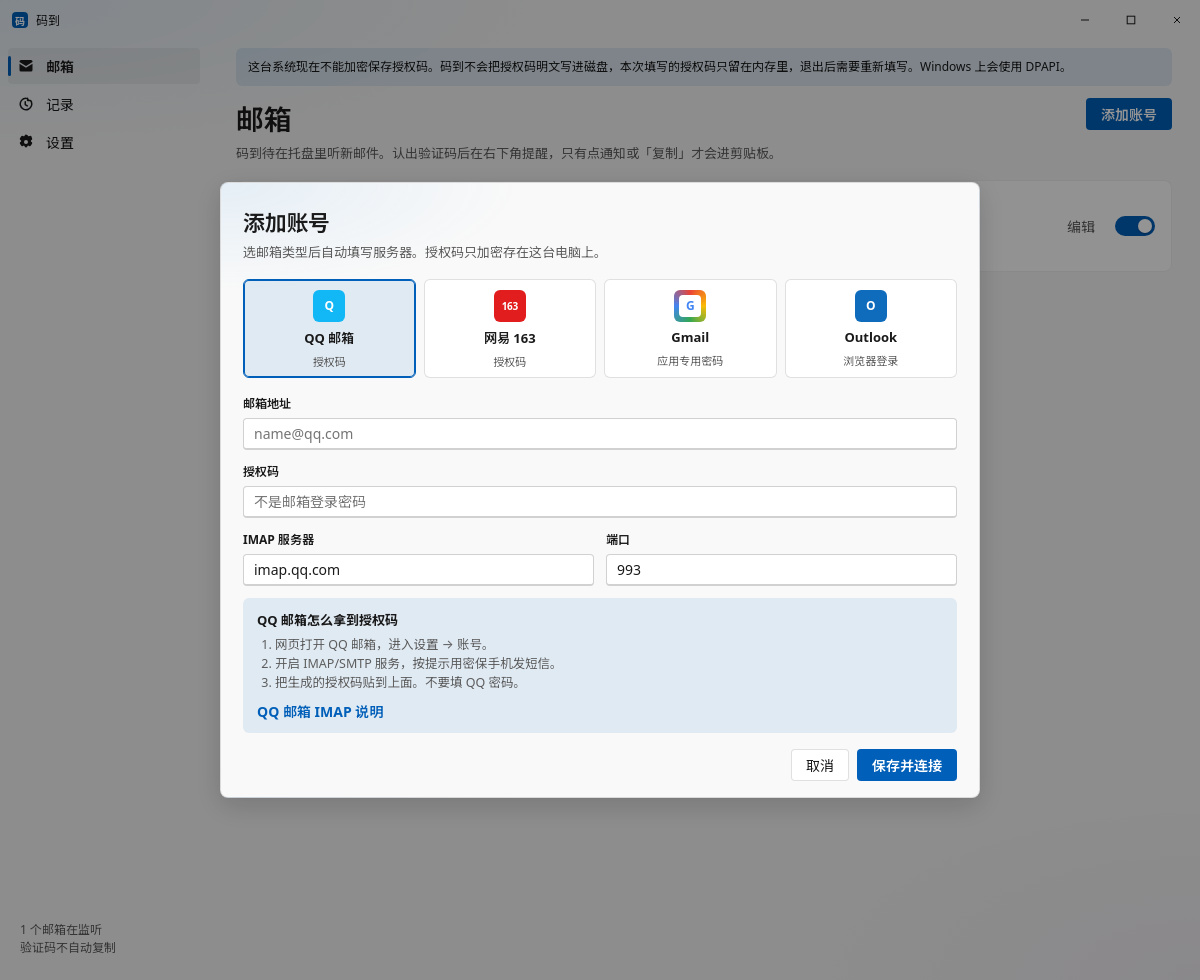 码 码到
邮箱
记录
设置
这台系统现在不能加密保存授权码。码到不会把授权码明文写进磁盘，本次填写的授权码只留在内存里，退出后需要重新填写。Windows 上会使用 DPAPI。
邮箱
添加账号
码到待在托盘里听新邮件。认出验证码后在右下角提醒，只有点通知或「复制」才会进剪贴板。
编辑
添加账号
选邮箱类型后自动填写服务器。授权码只加密存在这台电脑上。
Q
QQ 邮箱
授权码
163
网易 163
授权码
G
Gmail
应用专用密码
O
Outlook
浏览器登录
邮箱地址
name@qq.com
授权码
不是邮箱登录密码
IMAP 服务器
imap.qq.com
端口
993
QQ 邮箱怎么拿到授权码
1. 网页打开 QQ 邮箱，进入设置 → 账号。
2. 开启 IMAP/SMTP 服务，按提示用密保手机发短信。
3. 把生成的授权码贴到上面。不要填 QQ 密码。
QQ 邮箱 IMAP 说明
取消
保存并连接
1 个邮箱在监听
验证码不自动复制